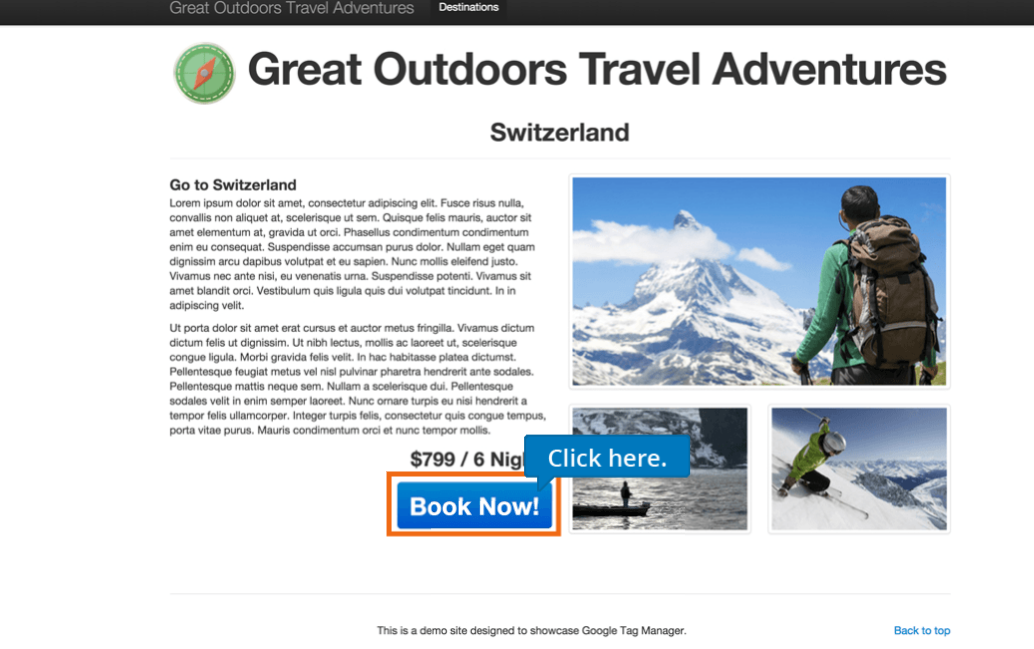 Great Outdoors Travel Adventures Destinations
Great Outdoors Travel Adventures
Switzerland
Go to Switzerland
Lorem ipsum dolor sit amet, consectetur adipiscing elit. Fusce risus nulla,
convallis non aliquet at, scelerisque ut sem. Quisque felis mauris, auctor sit
amet elementum at, gravida ut orci. Phasellus condimentum condimentum
enim eu consequat. Suspendisse accumsan purus dolor. Nullam eget quam
dignissim arcu dapibus volutpat et eu sapien. Nunc mollis eleifend justo.
Vivamus nec ante nisi, eu venenatis urna. Suspendisse potenti. Vivamus sit
amet blandit orci. Vestibulum quis ligula quis dui volutpat tincidunt. In in
adipiscing velit.
Ut porta dolor sit amet erat cursus et auctor metus fringilla. Vivamus dictum
dictum felis ut dignissim. Ut nibh lectus, mollis ac laoreet ut, scelerisque
congue ligula. Morbi gravida felis velit. In hac habitasse platea dictumst.
Pellentesque feugiat metus vel nisl pulvinar pharetra hendrerit ante sodales.
Pellentesque mattis neque sem. Nullam a scelerisque dui. Pellentesque
sodales velit in enim semper laoreet. Nunc ornare turpis eu nisi hendrerit a
tempor felis ullamcorper. Integer turpis felis, consectetur quis congue tempus,
porta vitae purus. Mauris condimentum orci et nunc tempor mollis.
$799 / 6
Click here.
Book Now!
This is a demo site designed to showcase Google Tag Manager.
Back to top